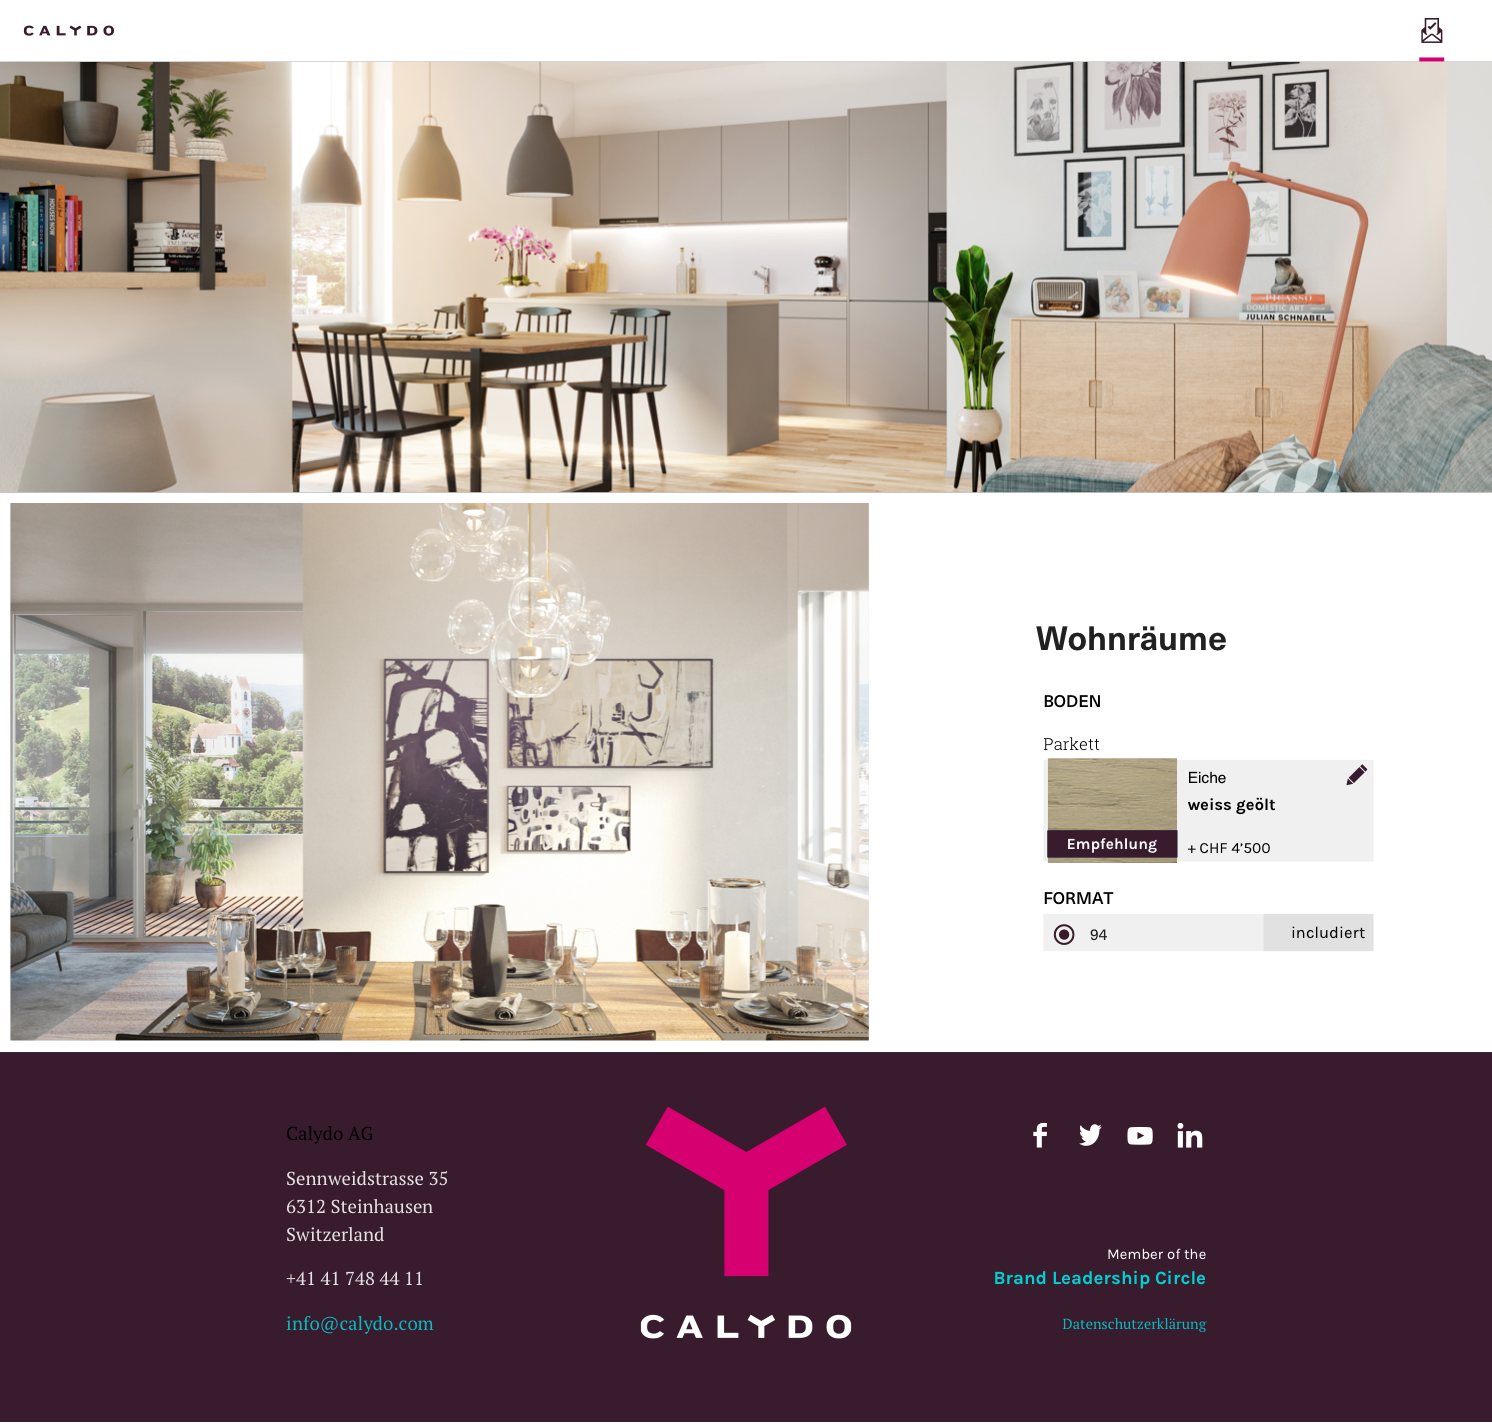 CALYDO
HOUSES NOW
PICASSO
DOMESTIC ART
JULIAN SCHNABEL
Wohnräume
BODEN
Parkett
Eiche
weiss geölt
Empfehlung
+ CHF 4’500
FORMAT
94
includiert
Calydo AG
Sennweidstrasse 35
6312 Steinhausen
Switzerland
+41 41 748 44 11
info@calydo.com
CALYDO
Member of the
Brand Leadership Circle
Datenschutzerklärung